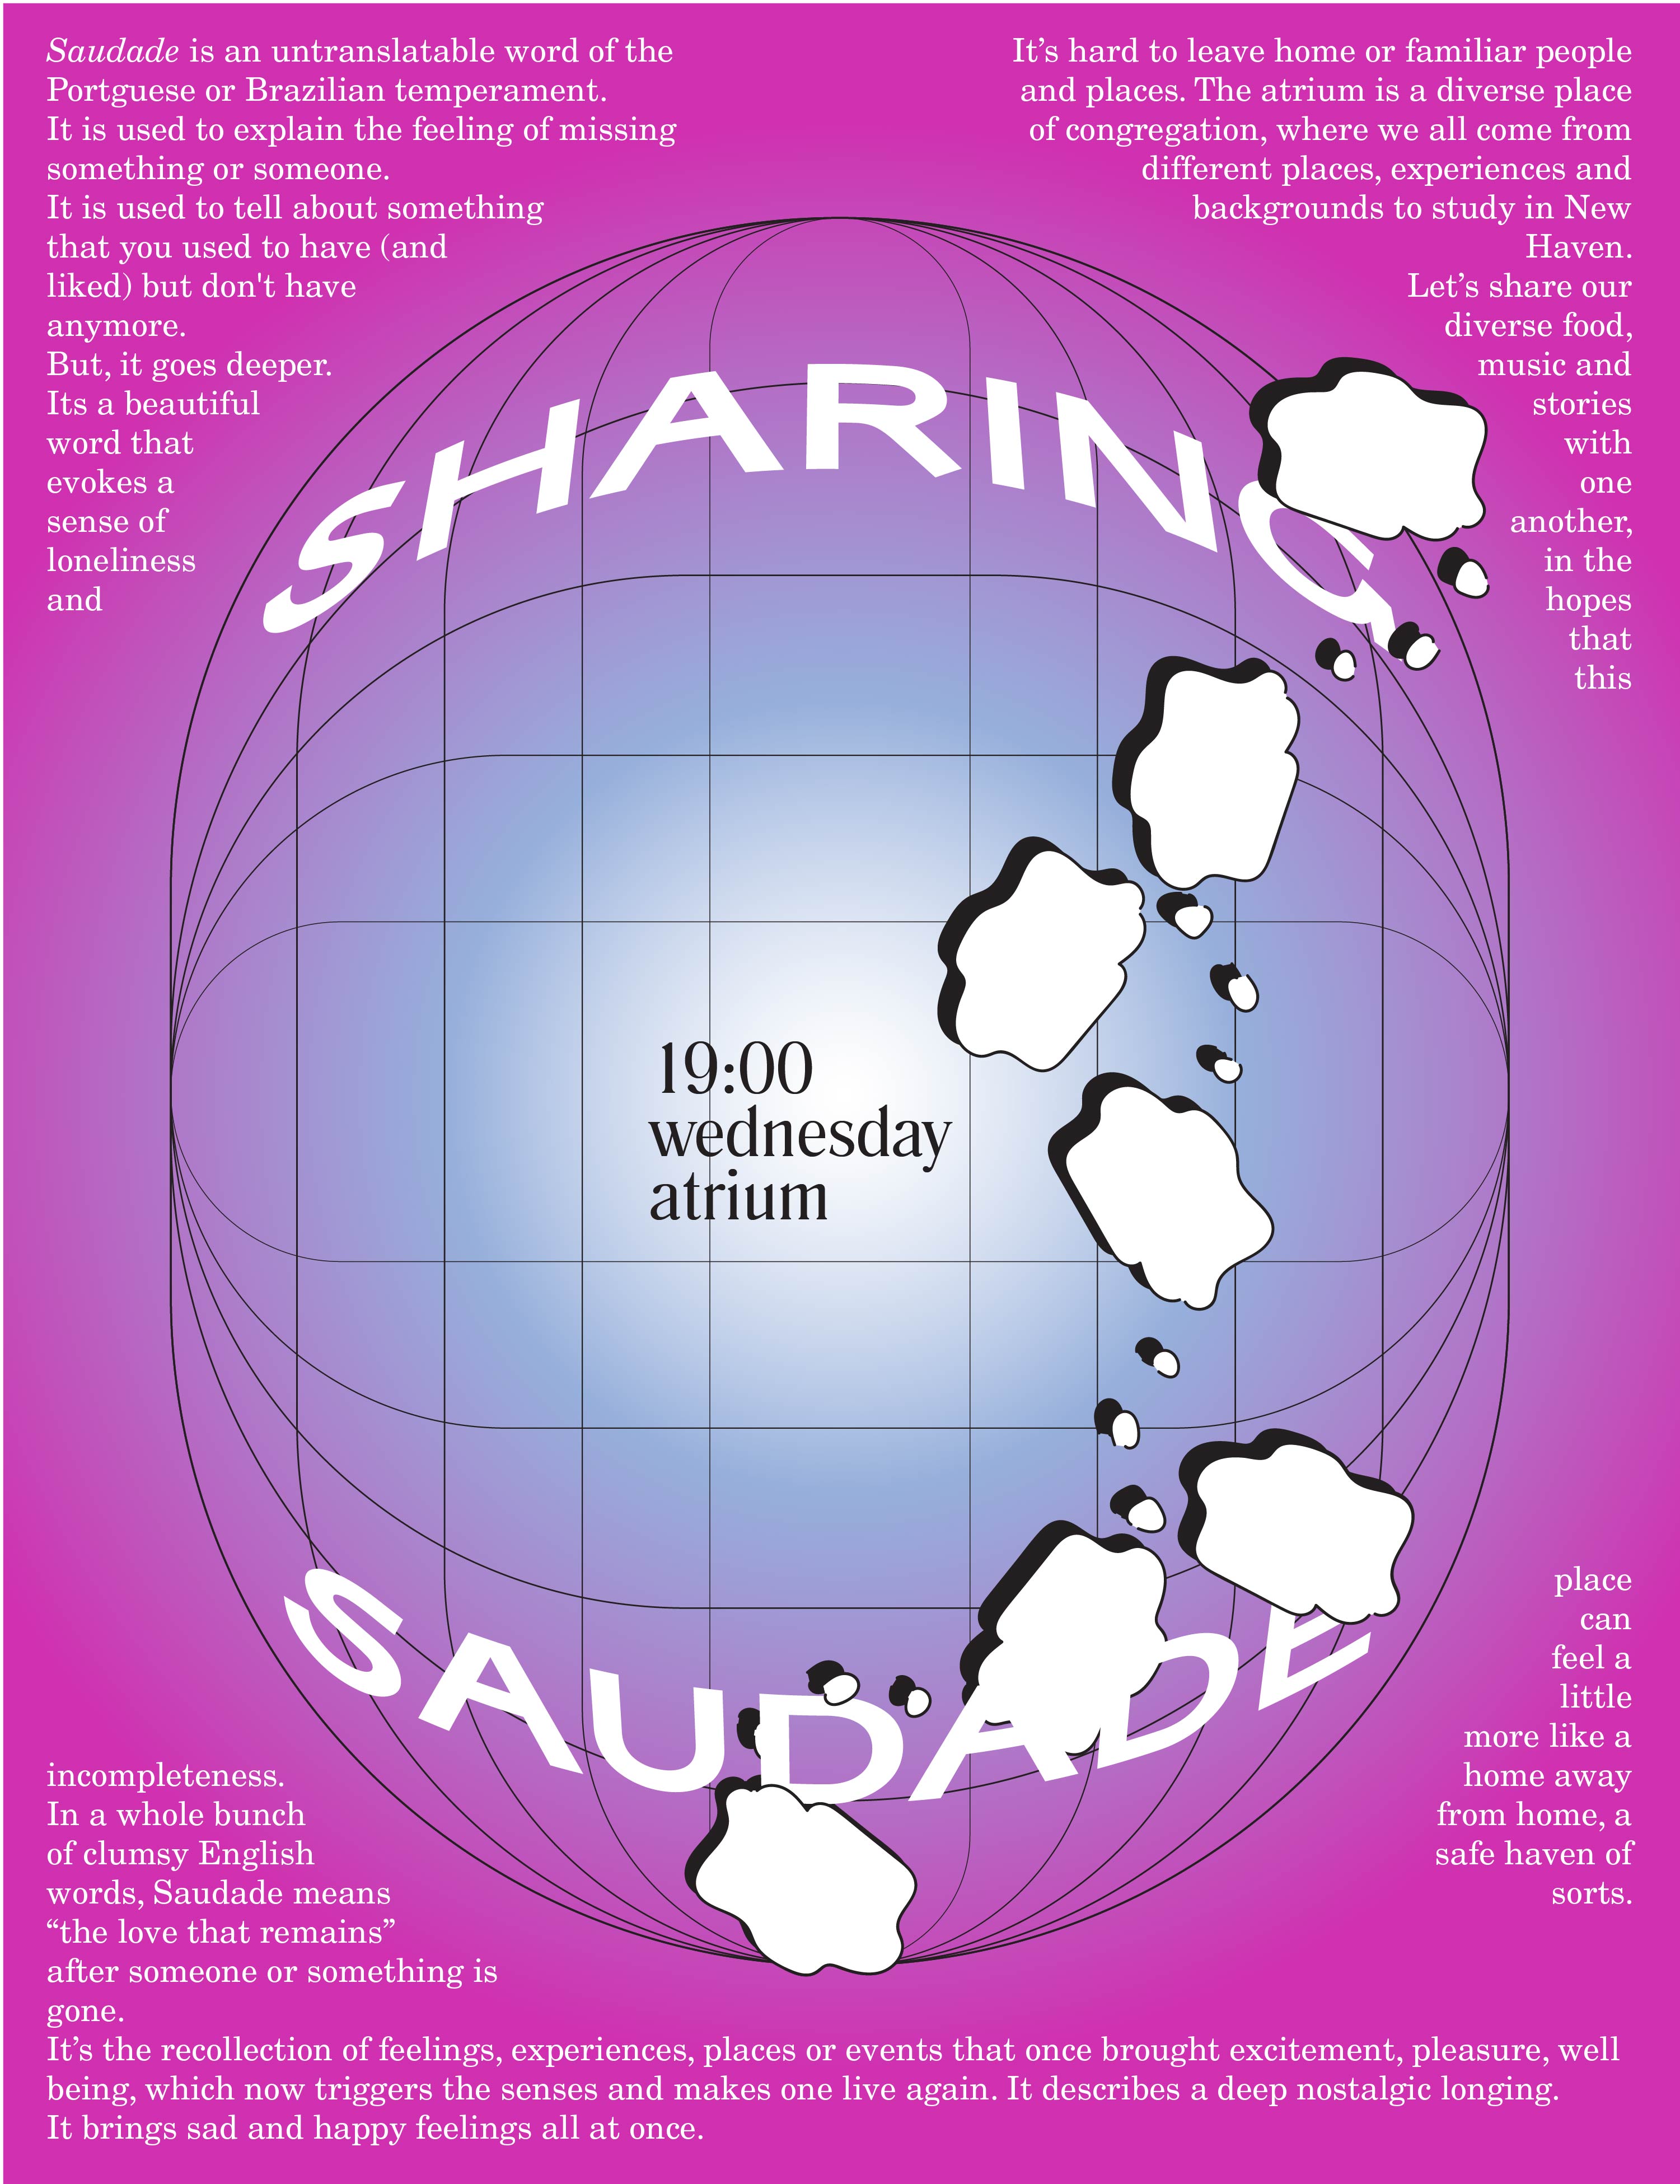 Saudade is an untranslatable word of the
Portguese or Brazilian temperament.
It is used to explain the feeling of missing
something or someone.
It is used to tell about something
that you used to have (and
liked) but don't have
anymore.
But, it goes deeper.
Its a beautiful
word that
evokes a
sense of
loneliness
and
incompleteness.
In a whole bunch
of clumsy English
words, Saudade means
“the love that remains”
after someone or something is
gone.
It’s the recollection of feelings, experiences, places or events that once brought excitement, pleasure, well
being, which now triggers the senses and makes one live again. It describes a deep nostalgic longing.
It brings sad and happy feelings all at once.
It’s hard to leave home or familiar people
and places. The atrium is a diverse place
of congregation, where we all come from
different places, experiences and
backgrounds to study in New
Haven.
Let’s share our
diverse food,
music and
stories
with
one
another,
in the
hopes
that
this
place
can
feel a
little
more like a
home away
from home, a
safe haven of
sorts.
SHARING
19:00
wednesday
atrium
SAUDADE